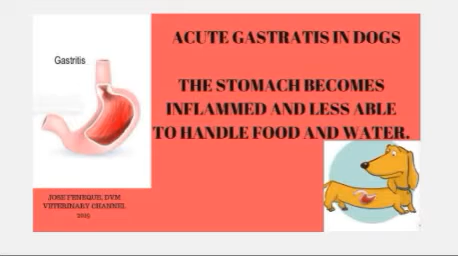 Gastritis
ACUTE GASTRATIS IN DOGS
THE STOMACH BECOMES
INFLAMMED AND LESS ABLE
TO HANDLE FOOD AND WATER.
JOSE FENEQUE, DVM
VETERINARY CHANNEL
2025